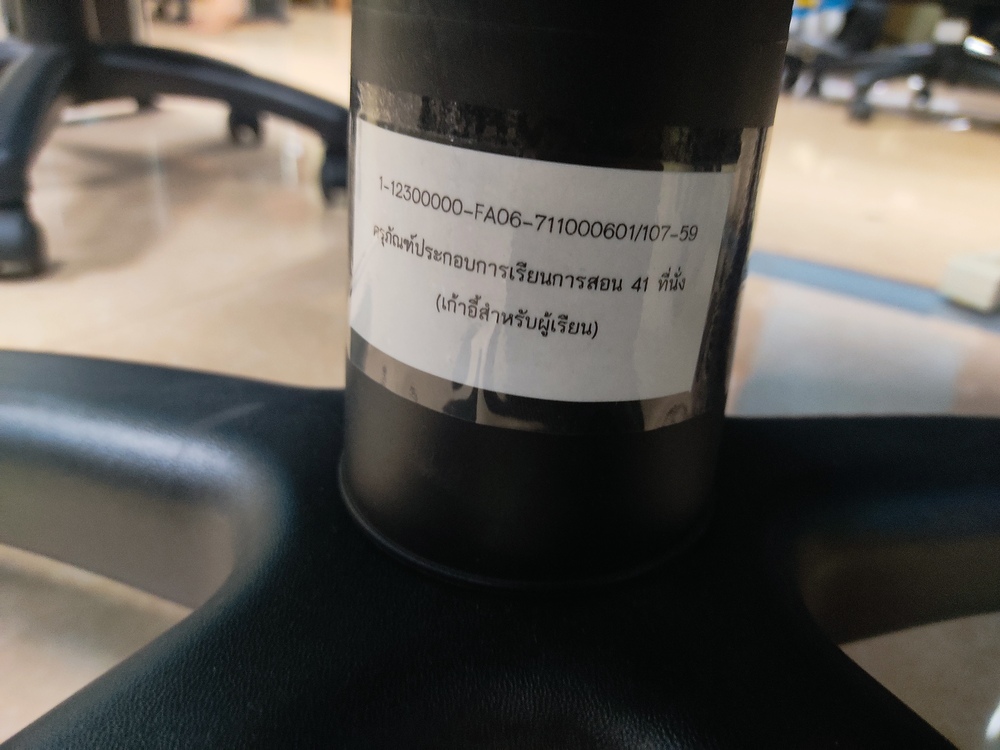 1-12300000-FA06-711000601/107-59
ครุภัณฑ์ประกอบการเรียนการสอน 41 ที่นั่ง
(เก้าอี้สำหรับผู้เรียน)